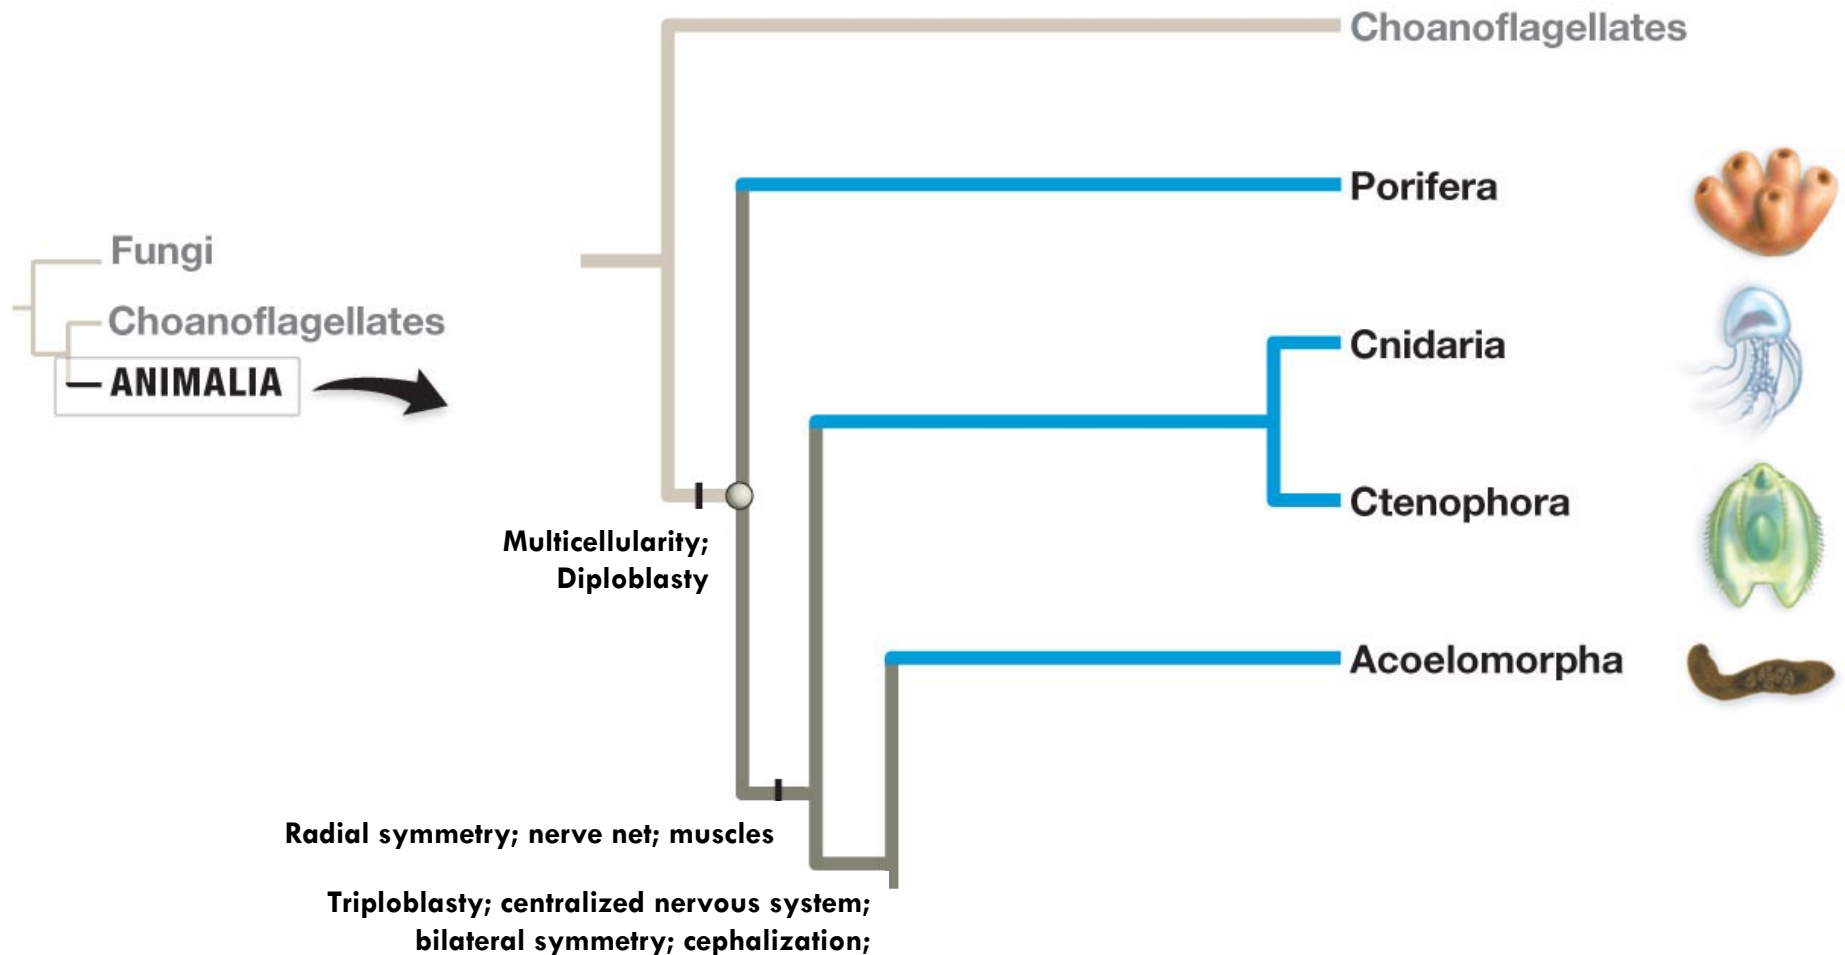 Choanoflagellates
Porifera
Fungi
Choanoflagellates
ANIMALIA
Cnidaria
Ctenophora
Multicellularity;
Diploblasty
Acoelomorpha
Radial symmetry; nerve net; muscles
Triploblasty; centralized nervous system;
bilateral symmetry; cephalization;